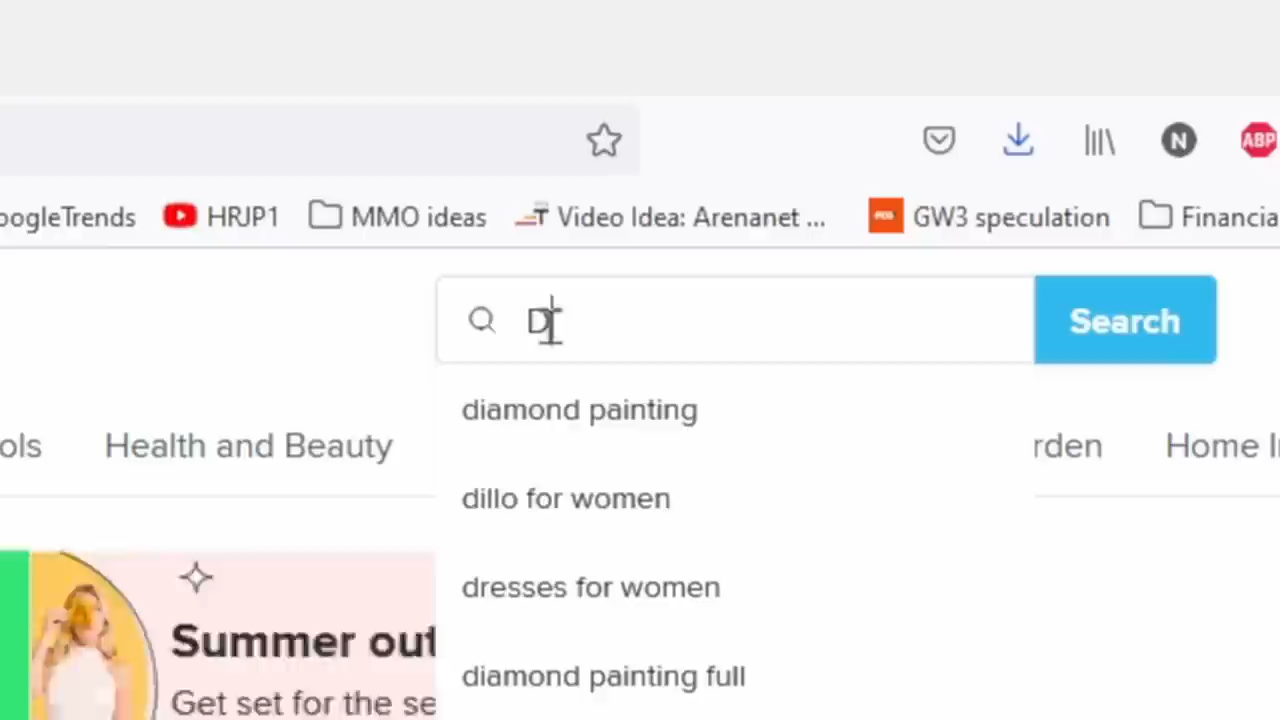 N
ABP
oogleTrends HRJP1 MMO ideas T Video Idea: Arenanet ... GW3 speculation Financia
D Search
diamond painting
ols Health and Beauty rden Home I
dillo for women
dresses for women
Summer out
diamond painting full
Get set for the se